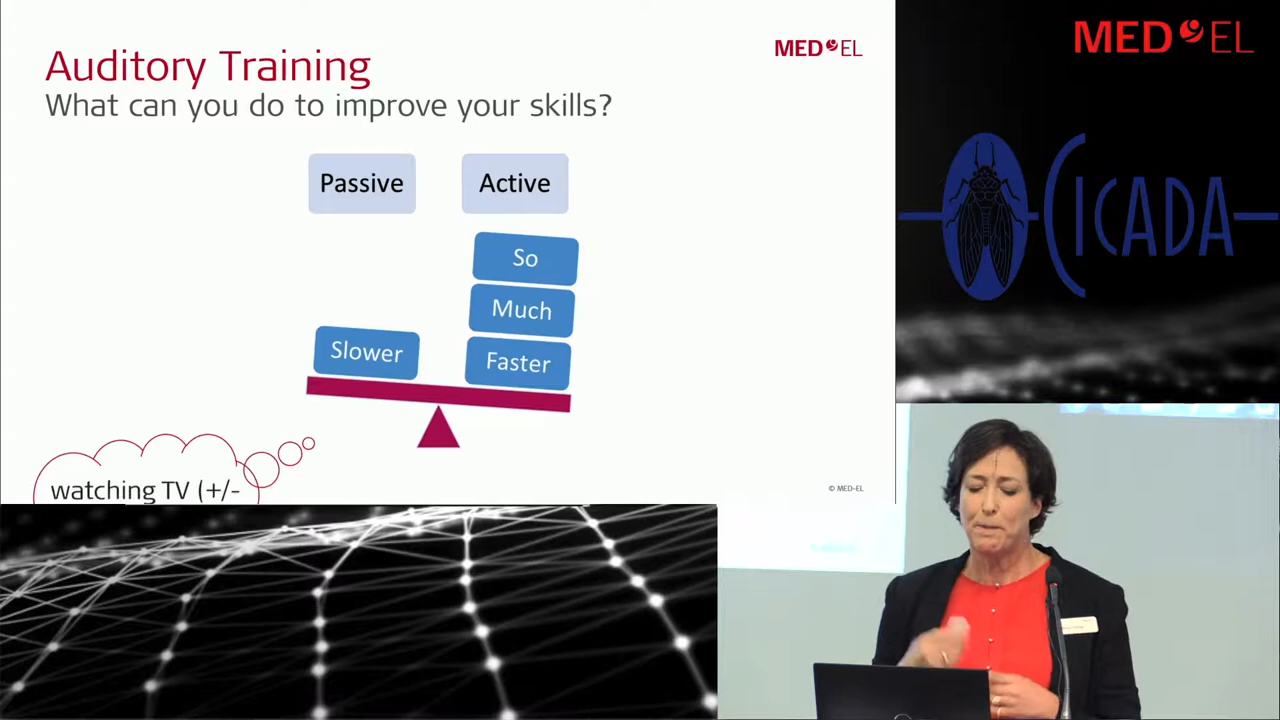 Auditory Training
What can you do to improve your skills?
MED EL
Passive
Active
So
Much
Slower
Faster
watching TV (+/-
© MED-EL
MED EL
CICADA